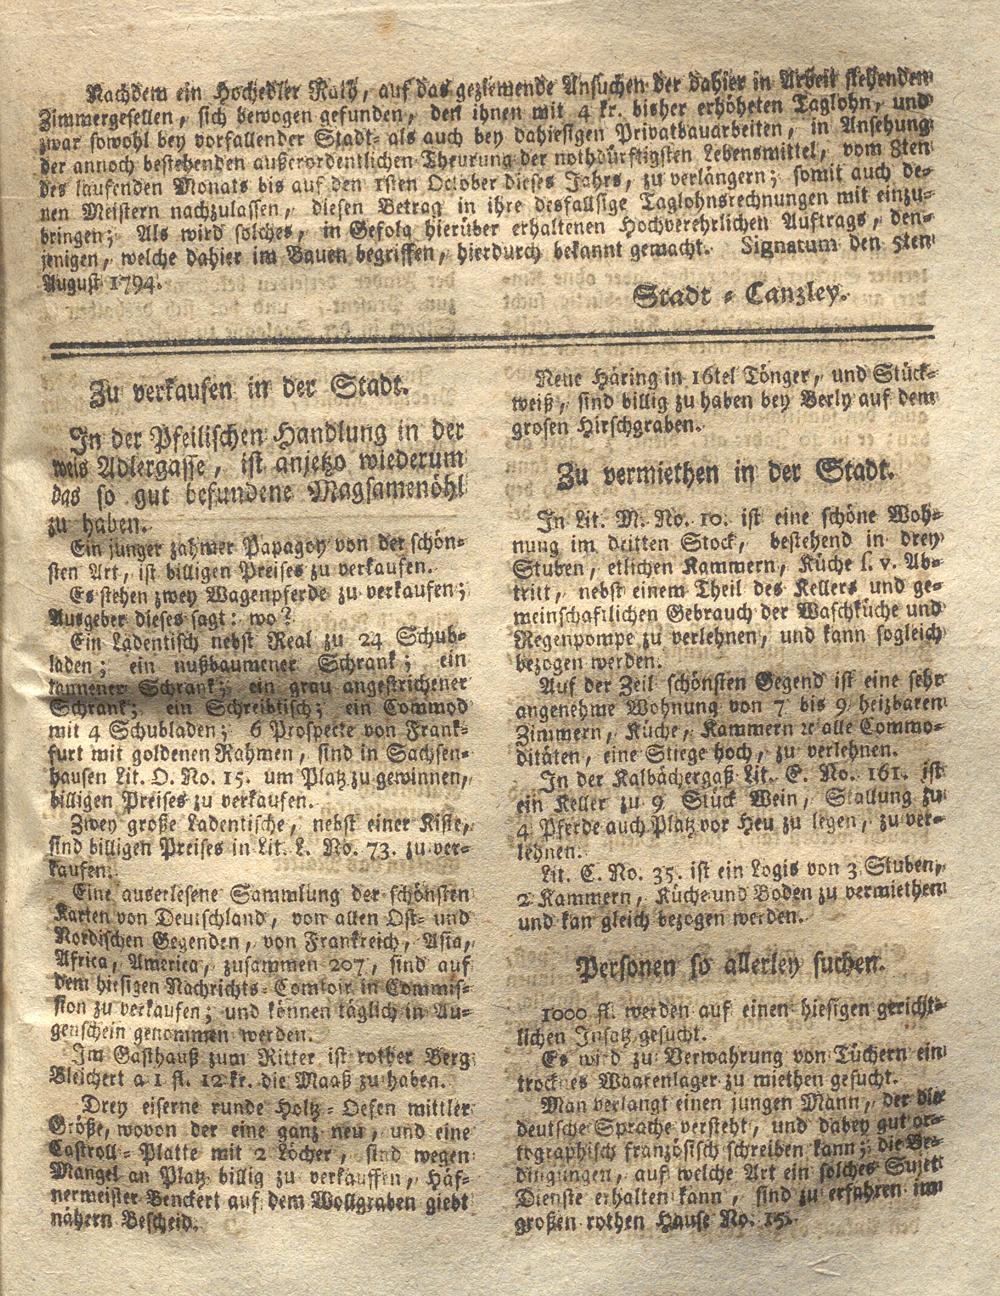 Nachdem ein Hochedler Rath, auf das geziemende Ansuchen der dahier in Arbeit stehenden
Zimmergesellen, sich bewogen gefunden, den ihnen mit 4 kr. bisher erhöheten Taglohn, und
zwar sowohl bey vorfallender Stadt- als auch bey dahiesigen Privatbauarbeiten, in Ansehung
der annoch bestehenden außerordentlichen Theurung der nothdürftigsten Lebensmittel, vom 8ten
des laufenden Monats bis auf den 1sten October dieses Jahrs, zu verlängern; somit auch de-
nen Meistern nachzulassen, diesen Betrag in ihre desfallsige Taglohnsrechnungen mit einzu-
bringen; Als wird solches, in Gefolg hierüber erhaltenen Hochverehrlichen Auftrags, den-
jenigen, welche dahier im Bauen begriffen, hierdurch bekannt gemacht. Signatum den 5ten
August 1794.
Stadt-Canzley.
Zu verkaufen in der Stadt.
In der Pfeilischen Handlung in der
weis Adlergasse, ist anjetzo wiederum
das so gut befundene Magsamenöhl
zu haben.
Ein junger zahmer Papagoy von der schön-
sten Art, ist billigen Preises zu verkaufen.
Es stehen zwey Wagenpferde zu verkaufen;
Ausgeber dieses sagt: wo?
Ein Ladentisch nebst Real zu 24 Schub-
laden; ein nußbaumener Schrank; ein
tannener Schrank; ein grau angestrichener
Schrank; ein Schreibtisch; ein Commod
mit 4 Schubladen; 6 Prospecte von Frank-
furt mit goldenen Rahmen, sind in Sachsen-
hausen Lit. O. No. 15. um Platz zu gewinnen,
billigen Preises zu verkaufen.
Zwey große Ladentische, nebst einer Kiste,
sind billigen Preises in Lit. L. No. 73. zu ver-
kaufen.
Eine auserlesene Sammlung der schönsten
Karten von Deutschland, von allen Ost- und
Nordischen Gegenden, von Frankreich, Asia,
Africa, America, zusammen 207, sind auf
dem hiesigen Nachrichts-Comtoir in Commis-
sion zu verkaufen; und können täglich in Au-
genschein genommen werden.
Im Gasthauß zum Ritter ist rother Berg
Bleichert a 1 fl. 12 kr. die Maaß zu haben.
Drey eiserne runde Holtz-Oefen mittler
Größe, wovon der eine ganz neu, und eine
Castroll-Platte mit 2 Löcher, sind wegen
Mangel an Platz billig zu verkauffen, Häf-
nermeister Benckert auf dem Wollgraben giebt
nähern Bescheid.
Neue Häring in 16tel Tönger, und Stück-
weiß, sind billig zu haben bey Berly auf dem
grosen Hirschgraben.
Zu vermiethen in der Stadt.
In Lit. M. No. 10. ist eine schöne Woh-
nung im dritten Stock, bestehend in drey
Stuben, etlichen Kammern, Küche s. v. Ab-
tritt, nebst einem Theil des Kellers und ge-
meinschaftlichen Gebrauch der Waschküche und
Regenpompe zu verlehnen, und kann sogleich
bezogen werden.
Auf der Zeil schönsten Gegend ist eine sehr
angenehme Wohnung von 7 bis 9 heizbaren
Zimmern, Küche, Kammern ꝛc alle Commo-
ditäten, eine Stiege hoch, zu verlehnen.
In der Kalbächergaß Lit. E. No. 161. ist
ein Keller zu 9 Stück Wein, Stallung zu
4 Pferde auch Platz vor Heu zu legen, zu ver-
lehnen.
Lit. C. No. 35. ist ein Logis von 3 Stuben,
2 Kammern, Küche und Boden zu vermiethen
und kan gleich bezogen werden.
Personen so allerley suchen.
1000 fl. werden auf einen hiesigen gericht-
lichen Insatz gesucht.
Es wird zu Verwahrung von Tüchern ein
trocknes Waarenlager zu miethen gesucht.
Man verlangt einen jungen Mann, der die
deutsche Sprache versteht, und dabey gut or-
tographisch französisch schreiben kann; die Be-
dingungen, auf welche Art ein solches Sujett
Dienste erhalten kann, sind zu erfahren im
großen rothen Hause No. 15.